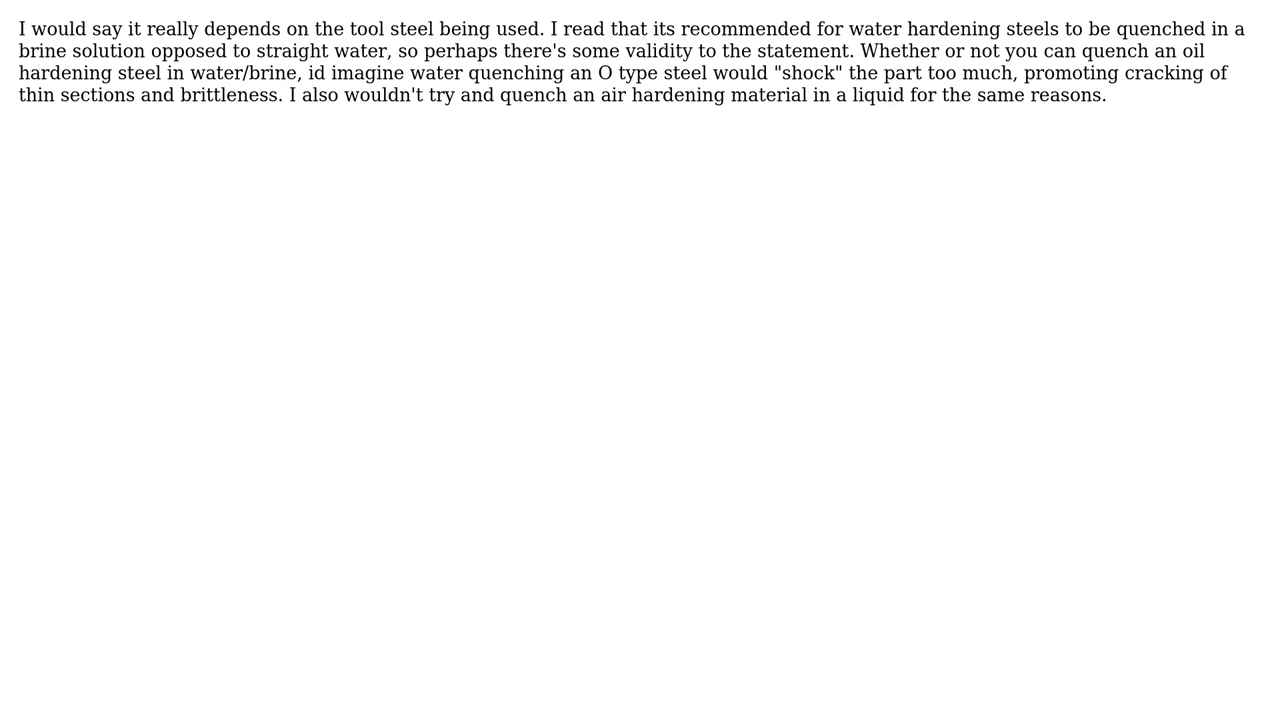 I would say it really depends on the tool steel being used. I read that its recommended for water hardening steels to be quenched in a
brine solution opposed to straight water, so perhaps there's some validity to the statement. Whether or not you can quench an oil
hardening steel in water/brine, id imagine water quenching an O type steel would "shock" the part too much, promoting cracking of
thin sections and brittleness. I also wouldn't try and quench an air hardening material in a liquid for the same reasons.